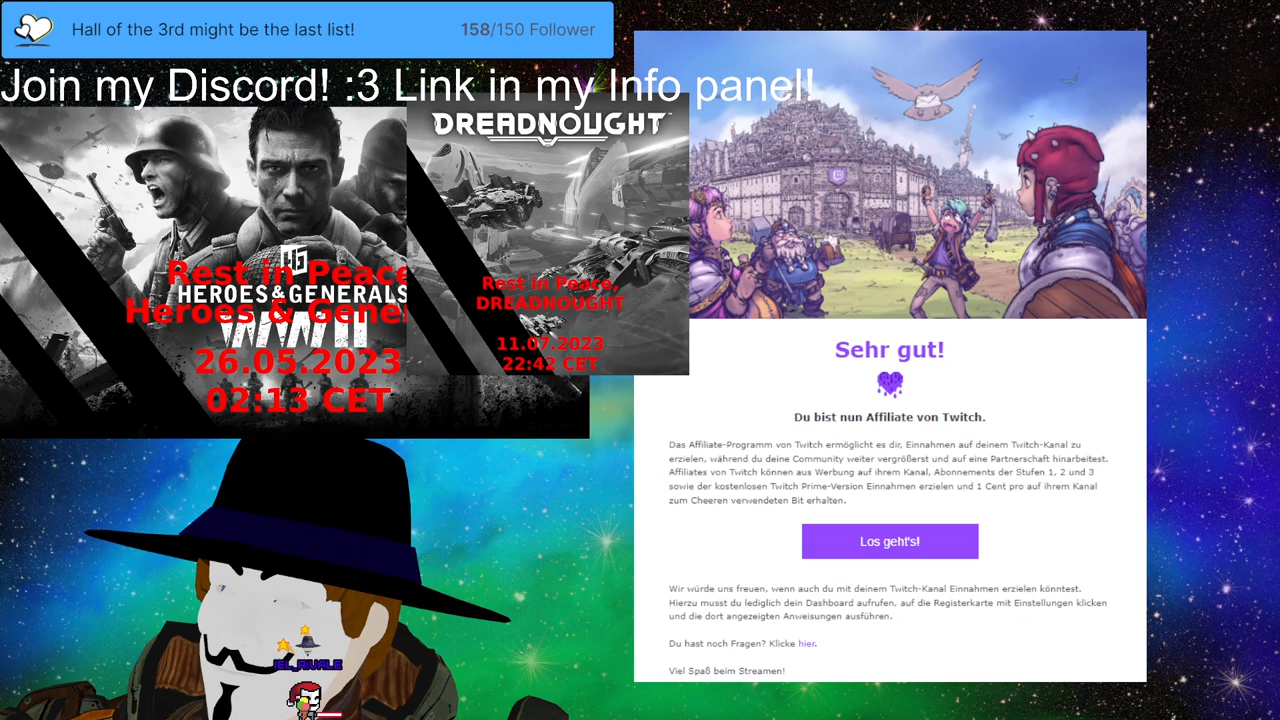 Hall of the 3rd might be the last list!
158/150 Follower
Join my Discord! :3 Link in my Info panel!
HEROES & GENERALS
WWII
Rest in Peace
Heroes & Gene
26.05.2023
02:13 CET
DREADNOUGHT
Rest in Peace,
DREADNOUGHT
11.07.2023
22:42 CET
Sehr gut!
Du bist nun Affiliate von Twitch.
Das Affiliate-Programm von Twitch ermöglicht es dir, Einnahmen auf deinem Twitch-Kanal zu
erzielen, während du deine Community weiter vergrößerst und auf eine Partnerschaft hinarbeitest.
Affiliates von Twitch können aus Werbung auf ihrem Kanal, Abonnements der Stufen 1, 2 und 3
sowie der kostenlosen Twitch Prime-Version Einnahmen erzielen und 1 Cent pro auf ihrem Kanal
zum Cheeren verwendeten Bit erhalten.
Los geht's!
Wir würde uns freuen, wenn auch du mit deinem Twitch-Kanal Einnahmen erzielen könntest.
Hierzu musst du lediglich dein Dashboard aufrufen, auf die Registerkarte mit Einstellungen klicken
und die dort angezeigten Anweisungen ausführen.
Du hast noch Fragen? Klicke hier.
Viel Spaß beim Streamen!